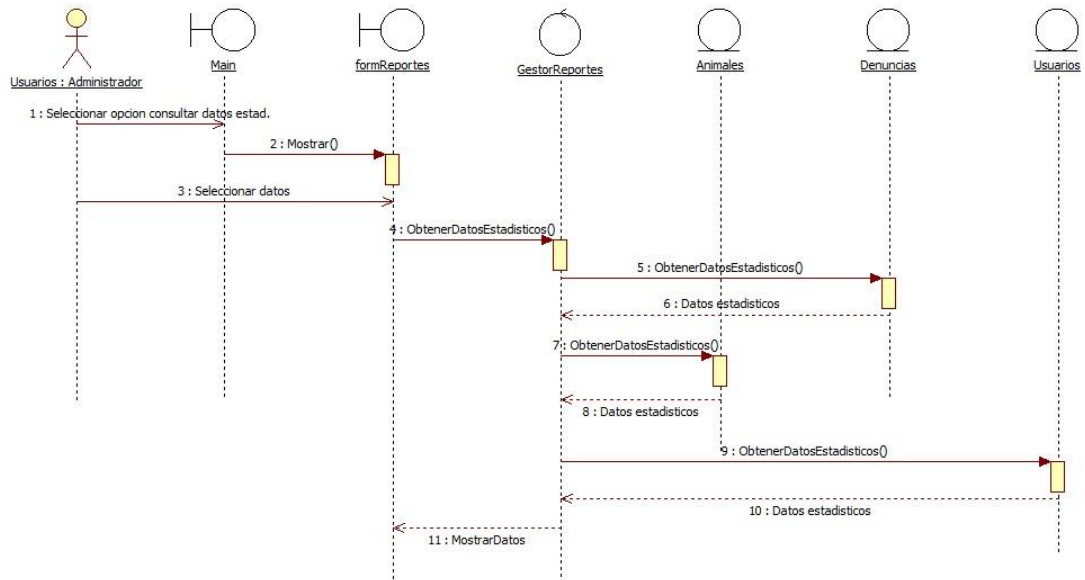 Usuarios : Administrador
Main
formReportes
GestorReportes
Animales
Denuncias
Usuarios
1 : Seleccionar opcion consultar datos estad.
2 : Mostrar()
3 : Seleccionar datos
4 : ObtenerDatosEstadisticos()
5 : ObtenerDatosEstadisticos()
6 : Datos estadisticos
7 : ObtenerDatosEstadisticos()
8 : Datos estadisticos
9 : ObtenerDatosEstadisticos()
10 : Datos estadisticos
11 : MostrarDatos